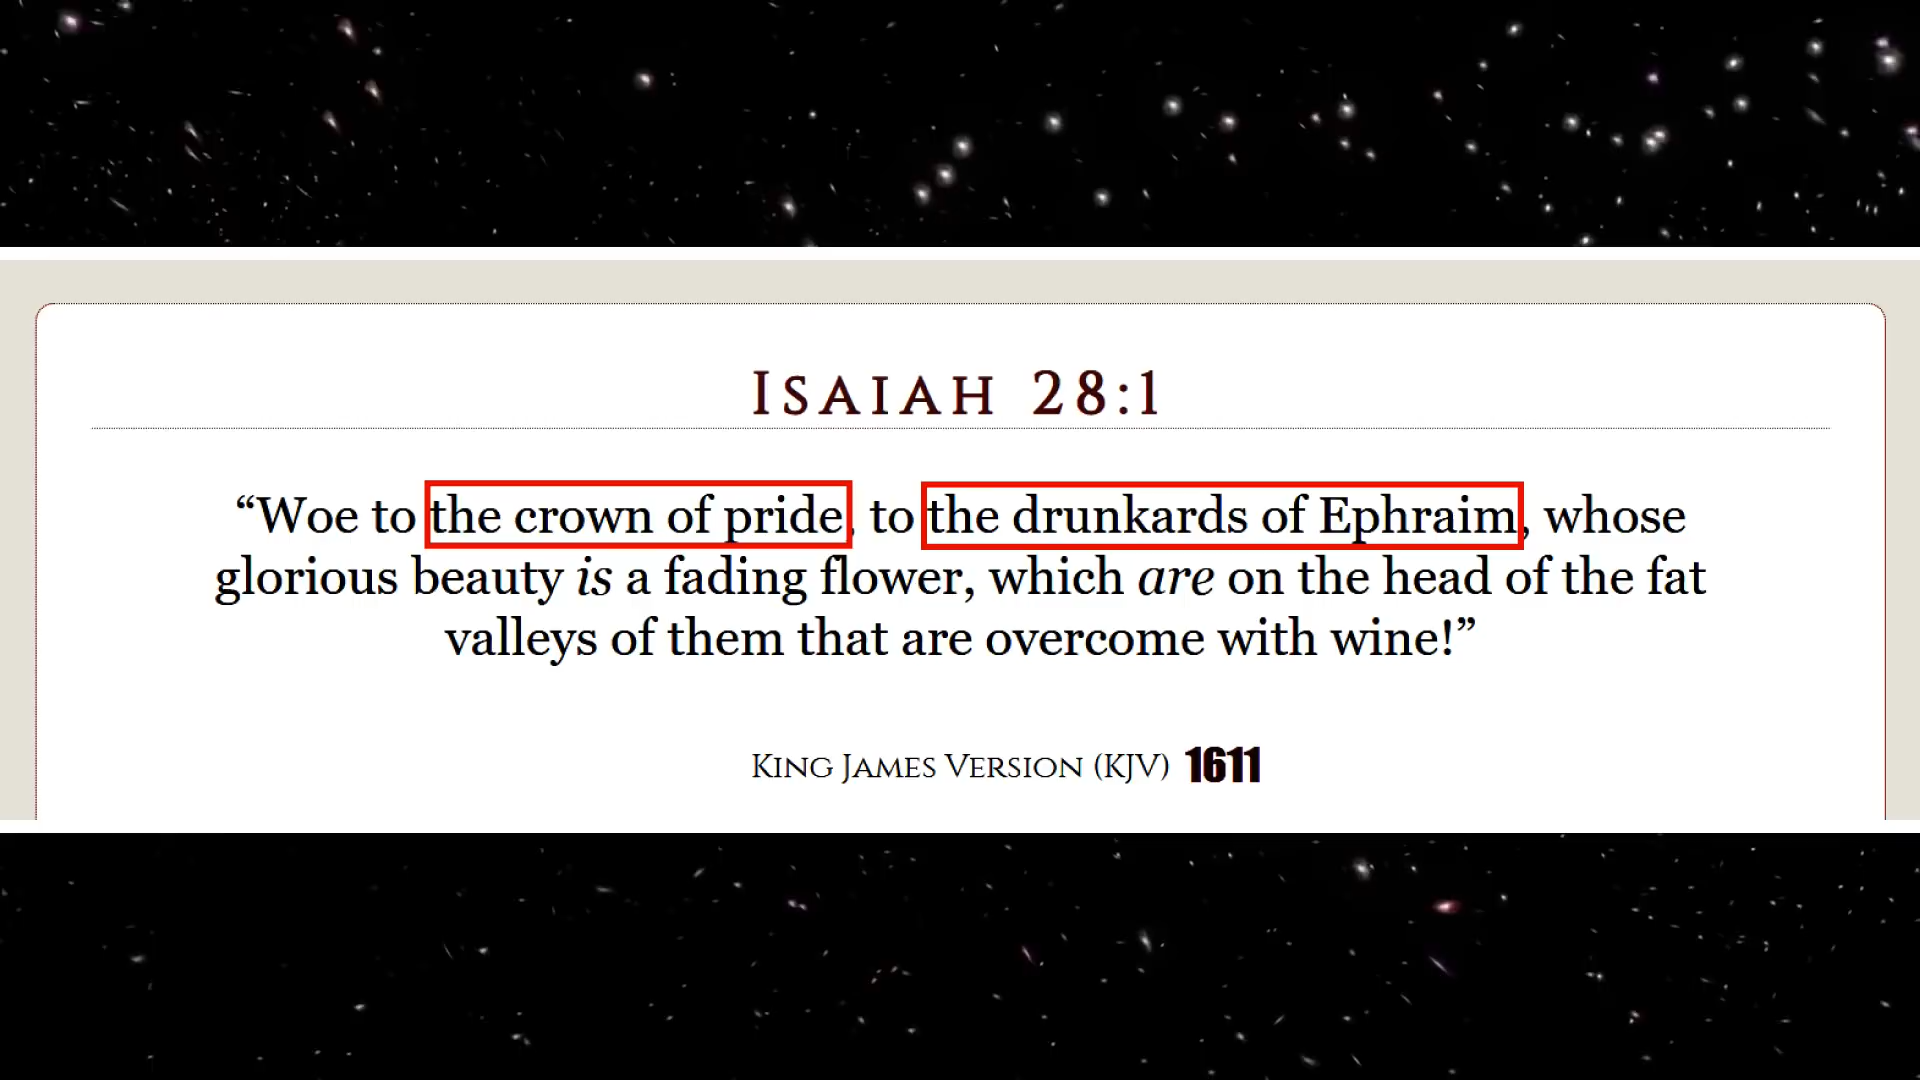 ISAIAH 28:1
“Woe to the crown of pride, to the drunkards of Ephraim, whose
glorious beauty is a fading flower, which are on the head of the fat
valleys of them that are overcome with wine!”
KING JAMES VERSION (KJV) 1611